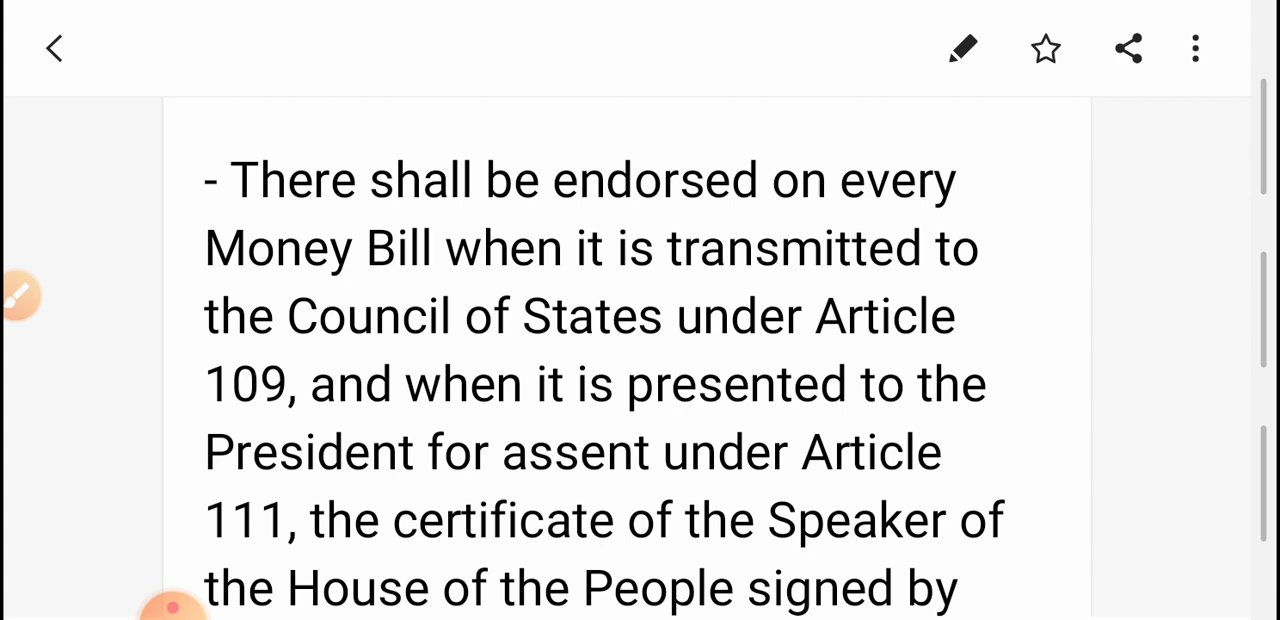 - There shall be endorsed on every
Money Bill when it is transmitted to
the Council of States under Article
109, and when it is presented to the
President for assent under Article
111, the certificate of the Speaker of
the House of the People signed by